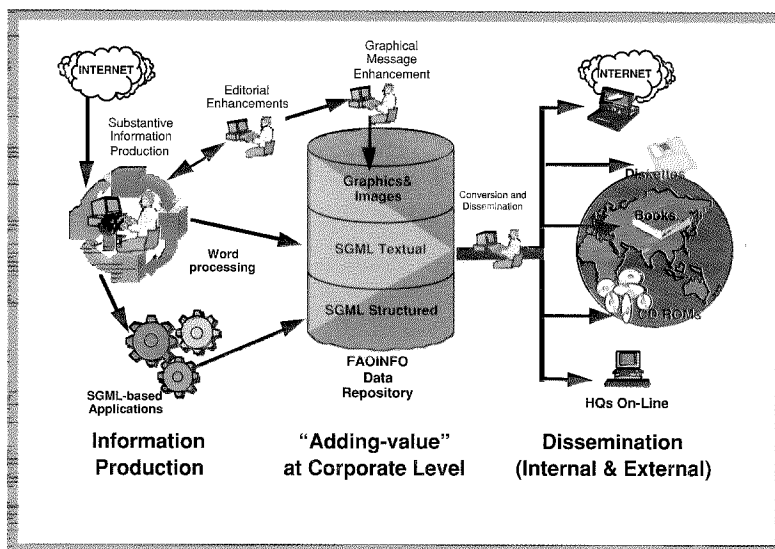 INTERNET
Graphical
Message
Enhancement
Editorial
Enhancements
Substantive
Information
Production
Word
processing
SGML-based
Applications
Graphics&
Images
SGML Textual
SGML Structured
FAOINFO
Data
Repository
Conversion and
Dissemination
INTERNET
Diskettes
Books
CD ROMs
HQs On-Line
Information
Production
“Adding-value”
at Corporate Level
Dissemination
(Internal & External)